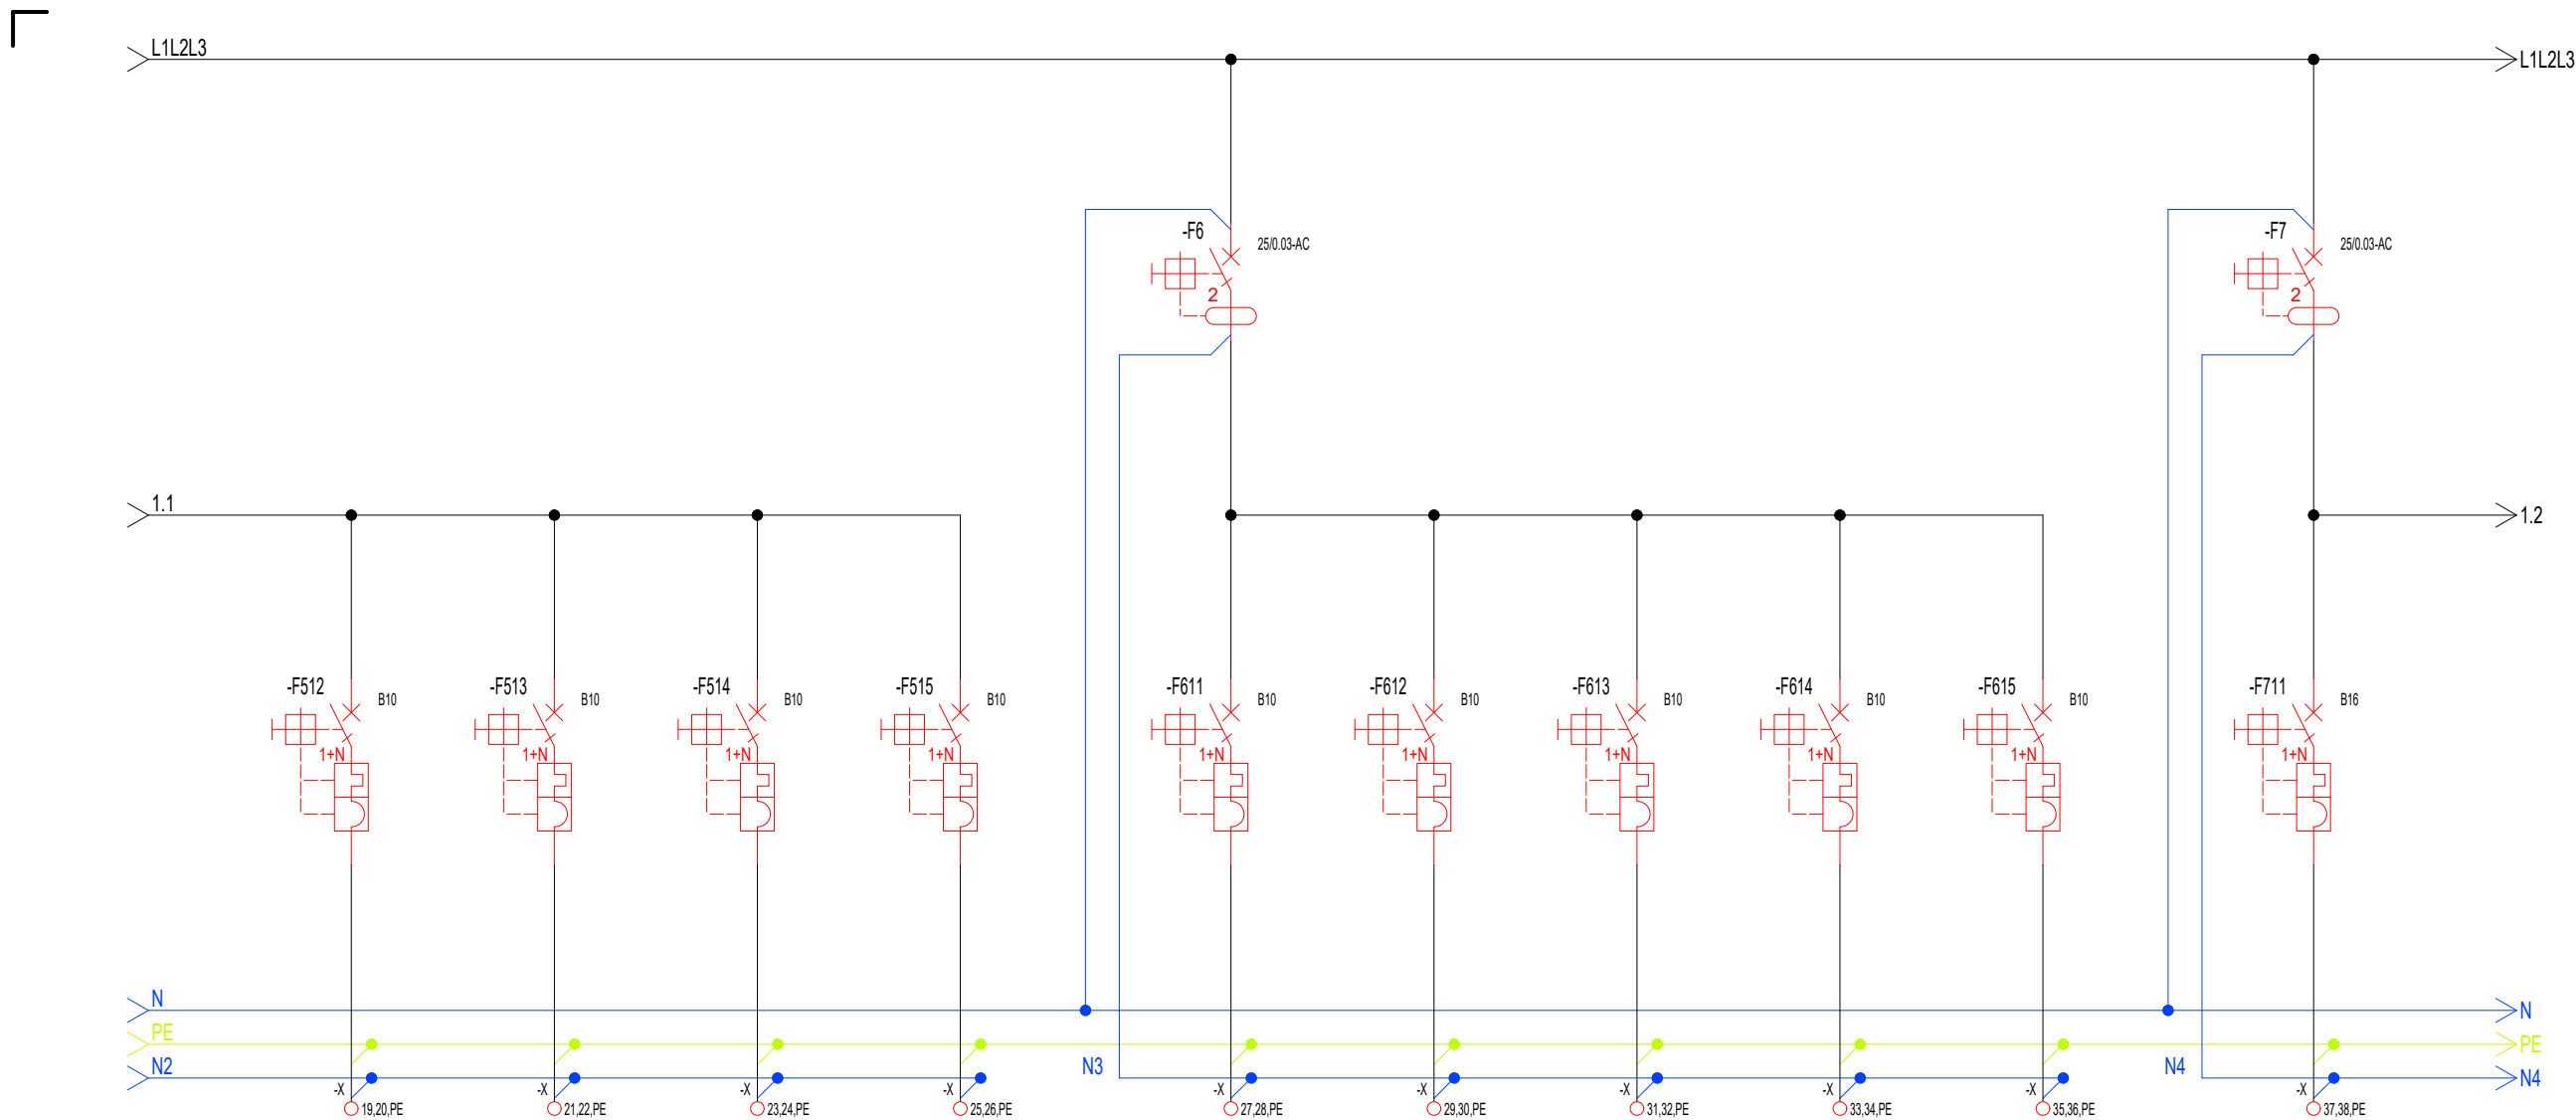 L1L2L3 L1L2L3
-F6 25/0.03-AC -F7 25/0.03-AC
2 2
1.1 1.2
-F512 B10 -F513 B10 -F514 B10 -F515 B10 -F611 B10 -F612 B10 -F613 B10 -F614 B10 -F615 B10 -F711 B16
1+N 1+N 1+N 1+N 1+N 1+N 1+N 1+N 1+N 1+N
N N
PE PE
N2 N3 N4 N4
-X -X -X -X -X -X -X -X -X -X
19,20,PE 21,22,PE 23,24,PE 25,26,PE 27,28,PE 29,30,PE 31,32,PE 33,34,PE 35,36,PE 37,38,PE